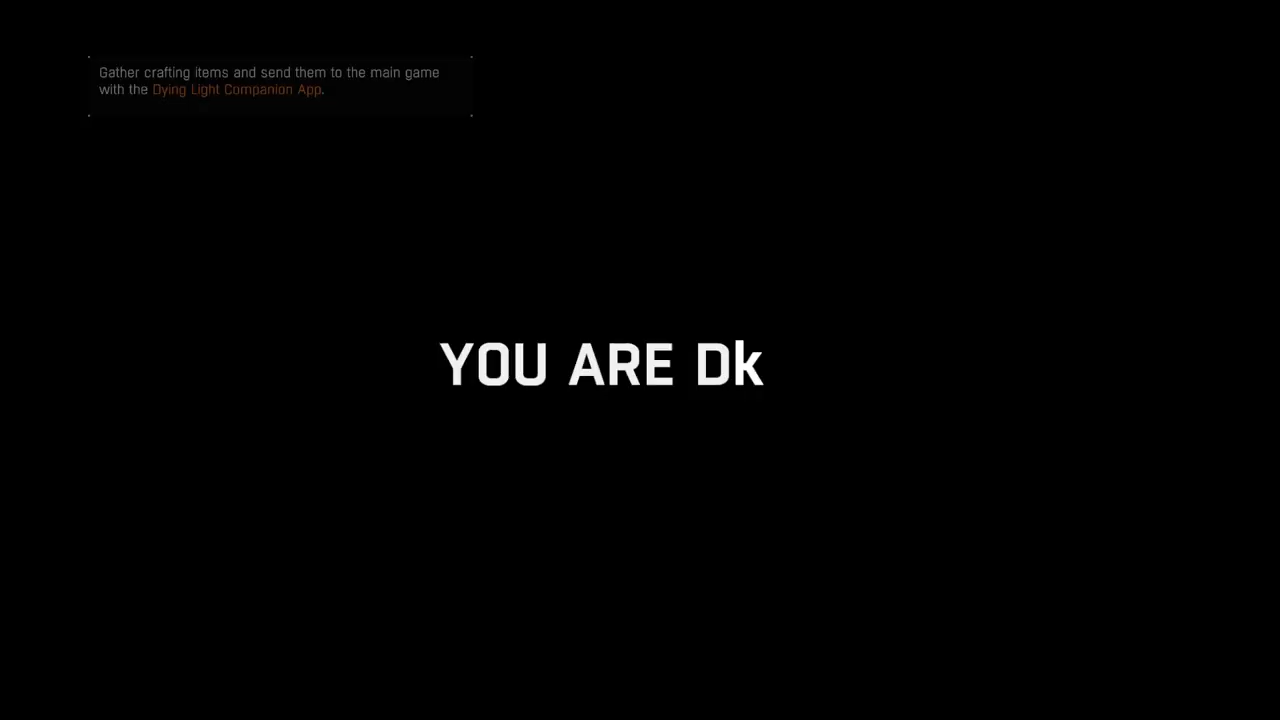 Gather crafting items and send them to the main game
with the Dying Light Companion App.
YOU ARE Dk